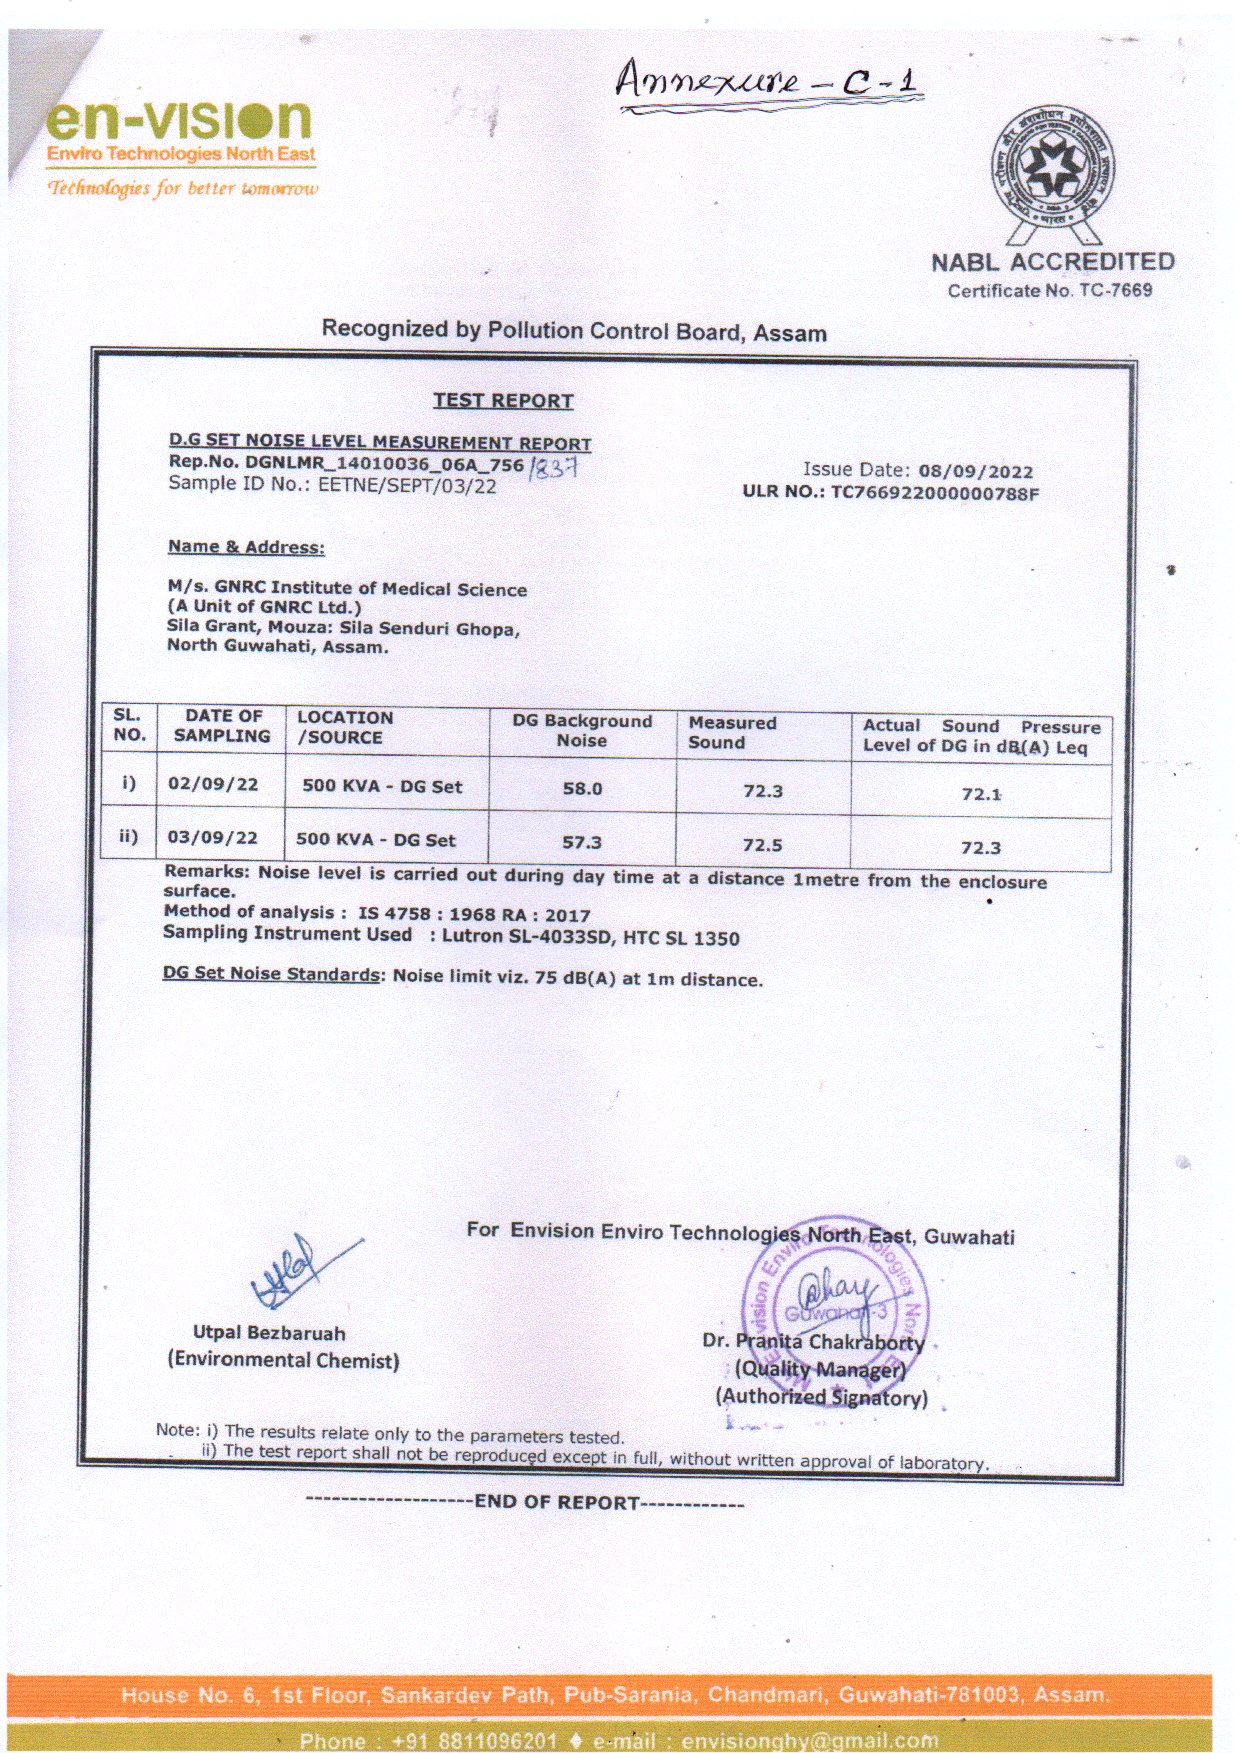 Annexure - C-1
en-vision
Enviro Technologies North East
Technologies for better tomorrow
NABL ACCREDITED
Certificate No. TC-7669
Recognized by Pollution Control Board, Assam
TEST REPORT
D.G SET NOISE LEVEL MEASUREMENT REPORT
Rep.No. DGNLMR_14010036_06A_756/837
Sample ID No.: EETNE/SEPT/03/22
Issue Date: 08/09/2022
ULR NO.: TC766922000000788F
Name & Address:
M/s. GNRC Institute of Medical Science
(A Unit of GNRC Ltd.)
Sila Grant, Mouza: Sila Senduri Ghopa,
North Guwahati, Assam.
SL. NO. DATE OF SAMPLING LOCATION /SOURCE DG Background Noise Measured Sound Actual Sound Pressure Level of DG in dB(A) Leq
i) 02/09/22 500 KVA - DG Set 58.0 72.3 72.1
ii) 03/09/22 500 KVA - DG Set 57.3 72.5 72.3
Remarks: Noise level is carried out during day time at a distance 1metre from the enclosure
surface.
Method of analysis : IS 4758 : 1968 RA : 2017
Sampling Instrument Used : Lutron SL-4033SD, HTC SL 1350
DG Set Noise Standards: Noise limit viz. 75 dB(A) at 1m distance.
For Envision Enviro Technologies North East, Guwahati
Guwahati-3
Utpal Bezbaruah
(Environmental Chemist)
Dr. Pranita Chakraborty
(Quality Manager)
(Authorized Signatory)
Note: i) The results relate only to the parameters tested.
ii) The test report shall not be reproduced except in full, without written approval of laboratory.
-------------------END OF REPORT------------
House No. 6, 1st Floor, Sankardev Path, Pub-Sarania, Chandmari, Guwahati-781003, Assam.
Phone : +91 8811096201 ♦ e-mail : envisionghy@gmail.com